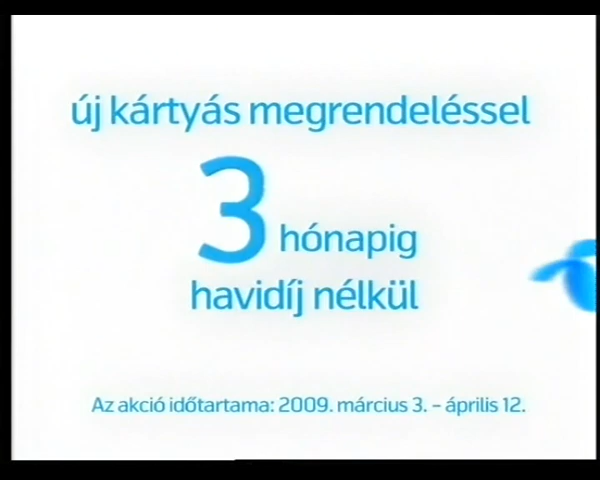 új kártyás megrendeléssel
3 hónapig
havidíj nélkül
Az akció időtartama: 2009. március 3. – április 12.